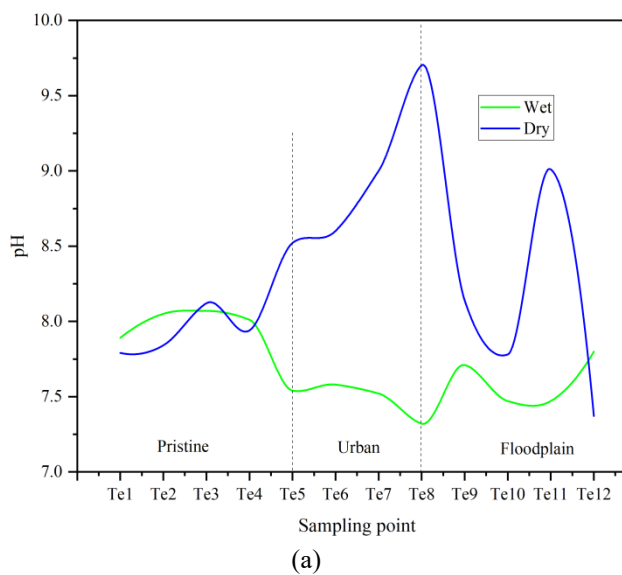 10.0
9.5
9.0
8.5
8.0
7.5
7.0
pH
Wet
Dry
Pristine
Urban
Floodplain
Te1 Te2 Te3 Te4 Te5 Te6 Te7 Te8 Te9 Te10 Te11 Te12
Sampling point
(a)